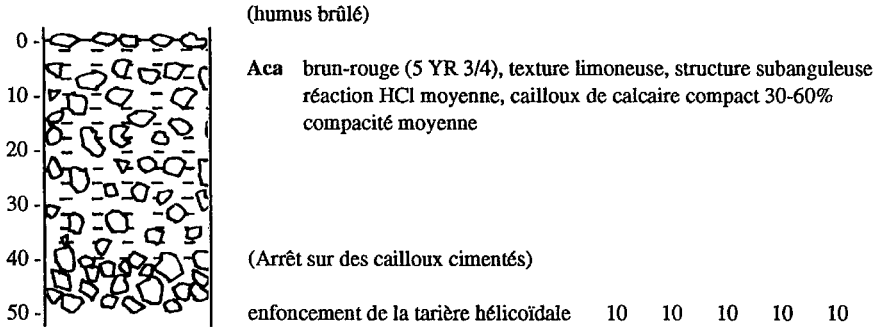 (humus brûlé)
0 -
Aca brun-rouge (5 YR 3/4), texture limoneuse, structure subanguleuse
10 - réaction HCl moyenne, cailloux de calcaire compact 30-60%
compacité moyenne
20 -
30 -
40 - (Arrêt sur des cailloux cimentés)
50 - enfoncement de la tarière hélicoïdale 10 10 10 10 10